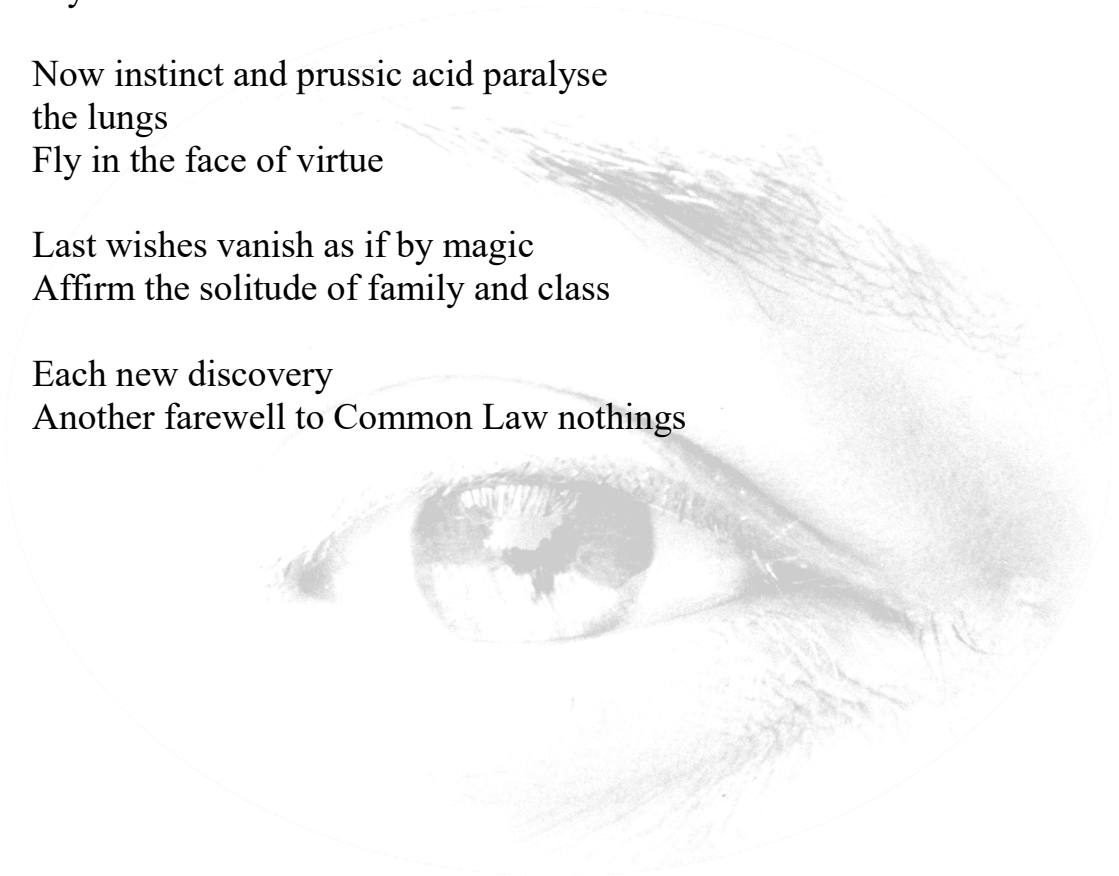 Now instinct and prussic acid paralyse
the lungs
Fly in the face of virtue
Last wishes vanish as if by magic
Affirm the solitude of family and class
Each new discovery
Another farewell to Common Law nothings